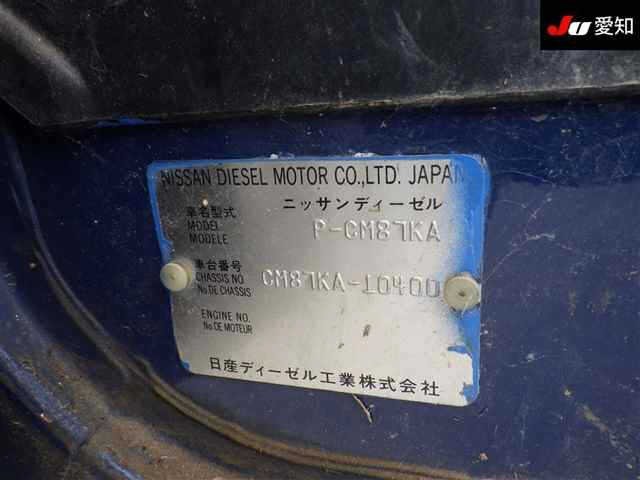 JU 愛知
NISSAN DIESEL MOTOR CO.,LTD. JAPAN
ニッサンディーゼル
車名型式
MODEL
MODELE
P-CM87KA
車台番号
CHASSIS NO
No DE CHASSIS
CM87KA-10400
ENGINE NO.
No.DE MOTEUR
日産ディーゼル工業株式会社